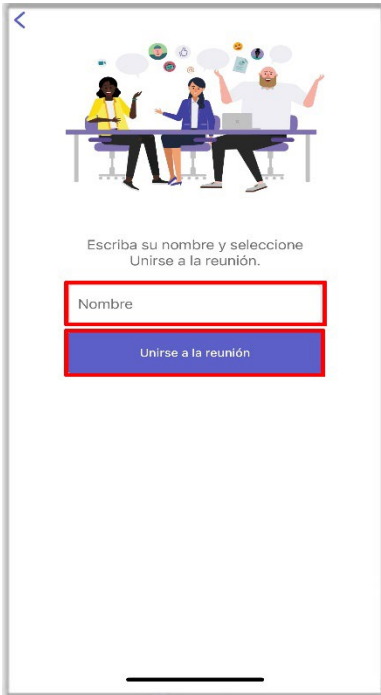 Escriba su nombre y seleccione
Unirse a la reunión.
Nombre
Unirse a la reunión